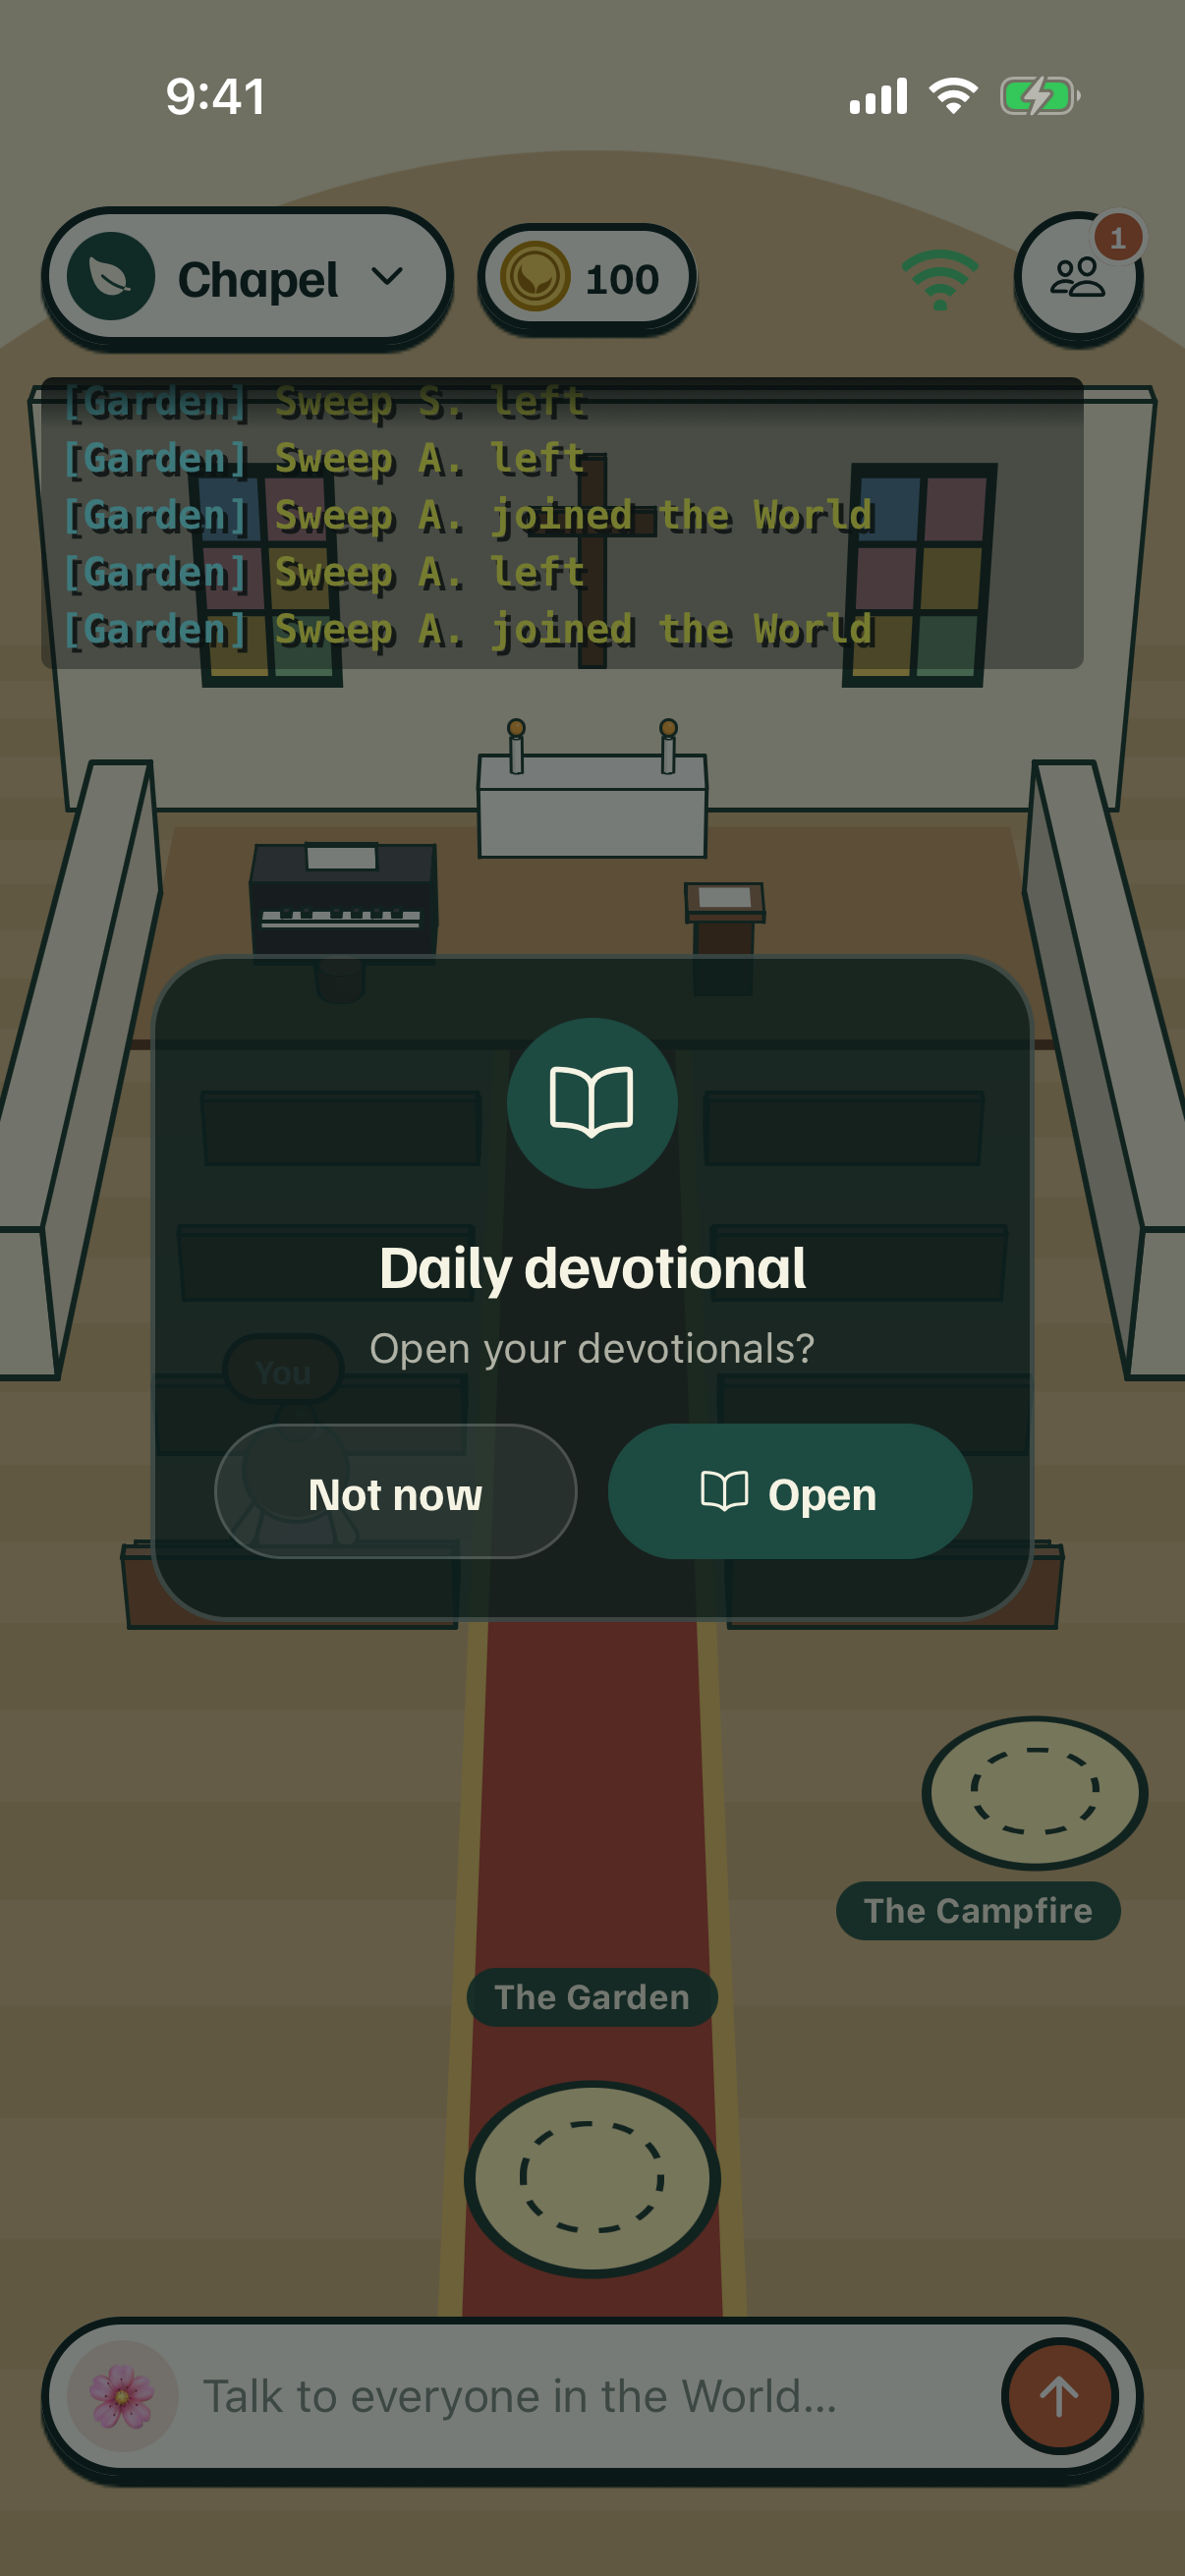 9:41
Chapel
100
1
[Garden] Sweep S. left
[Garden] Sweep A. left
[Garden] Sweep A. joined the World
[Garden] Sweep A. left
[Garden] Sweep A. joined the World
Daily devotional
Open your devotionals?
You
Not now
Open
The Campfire
The Garden
Talk to everyone in the World...